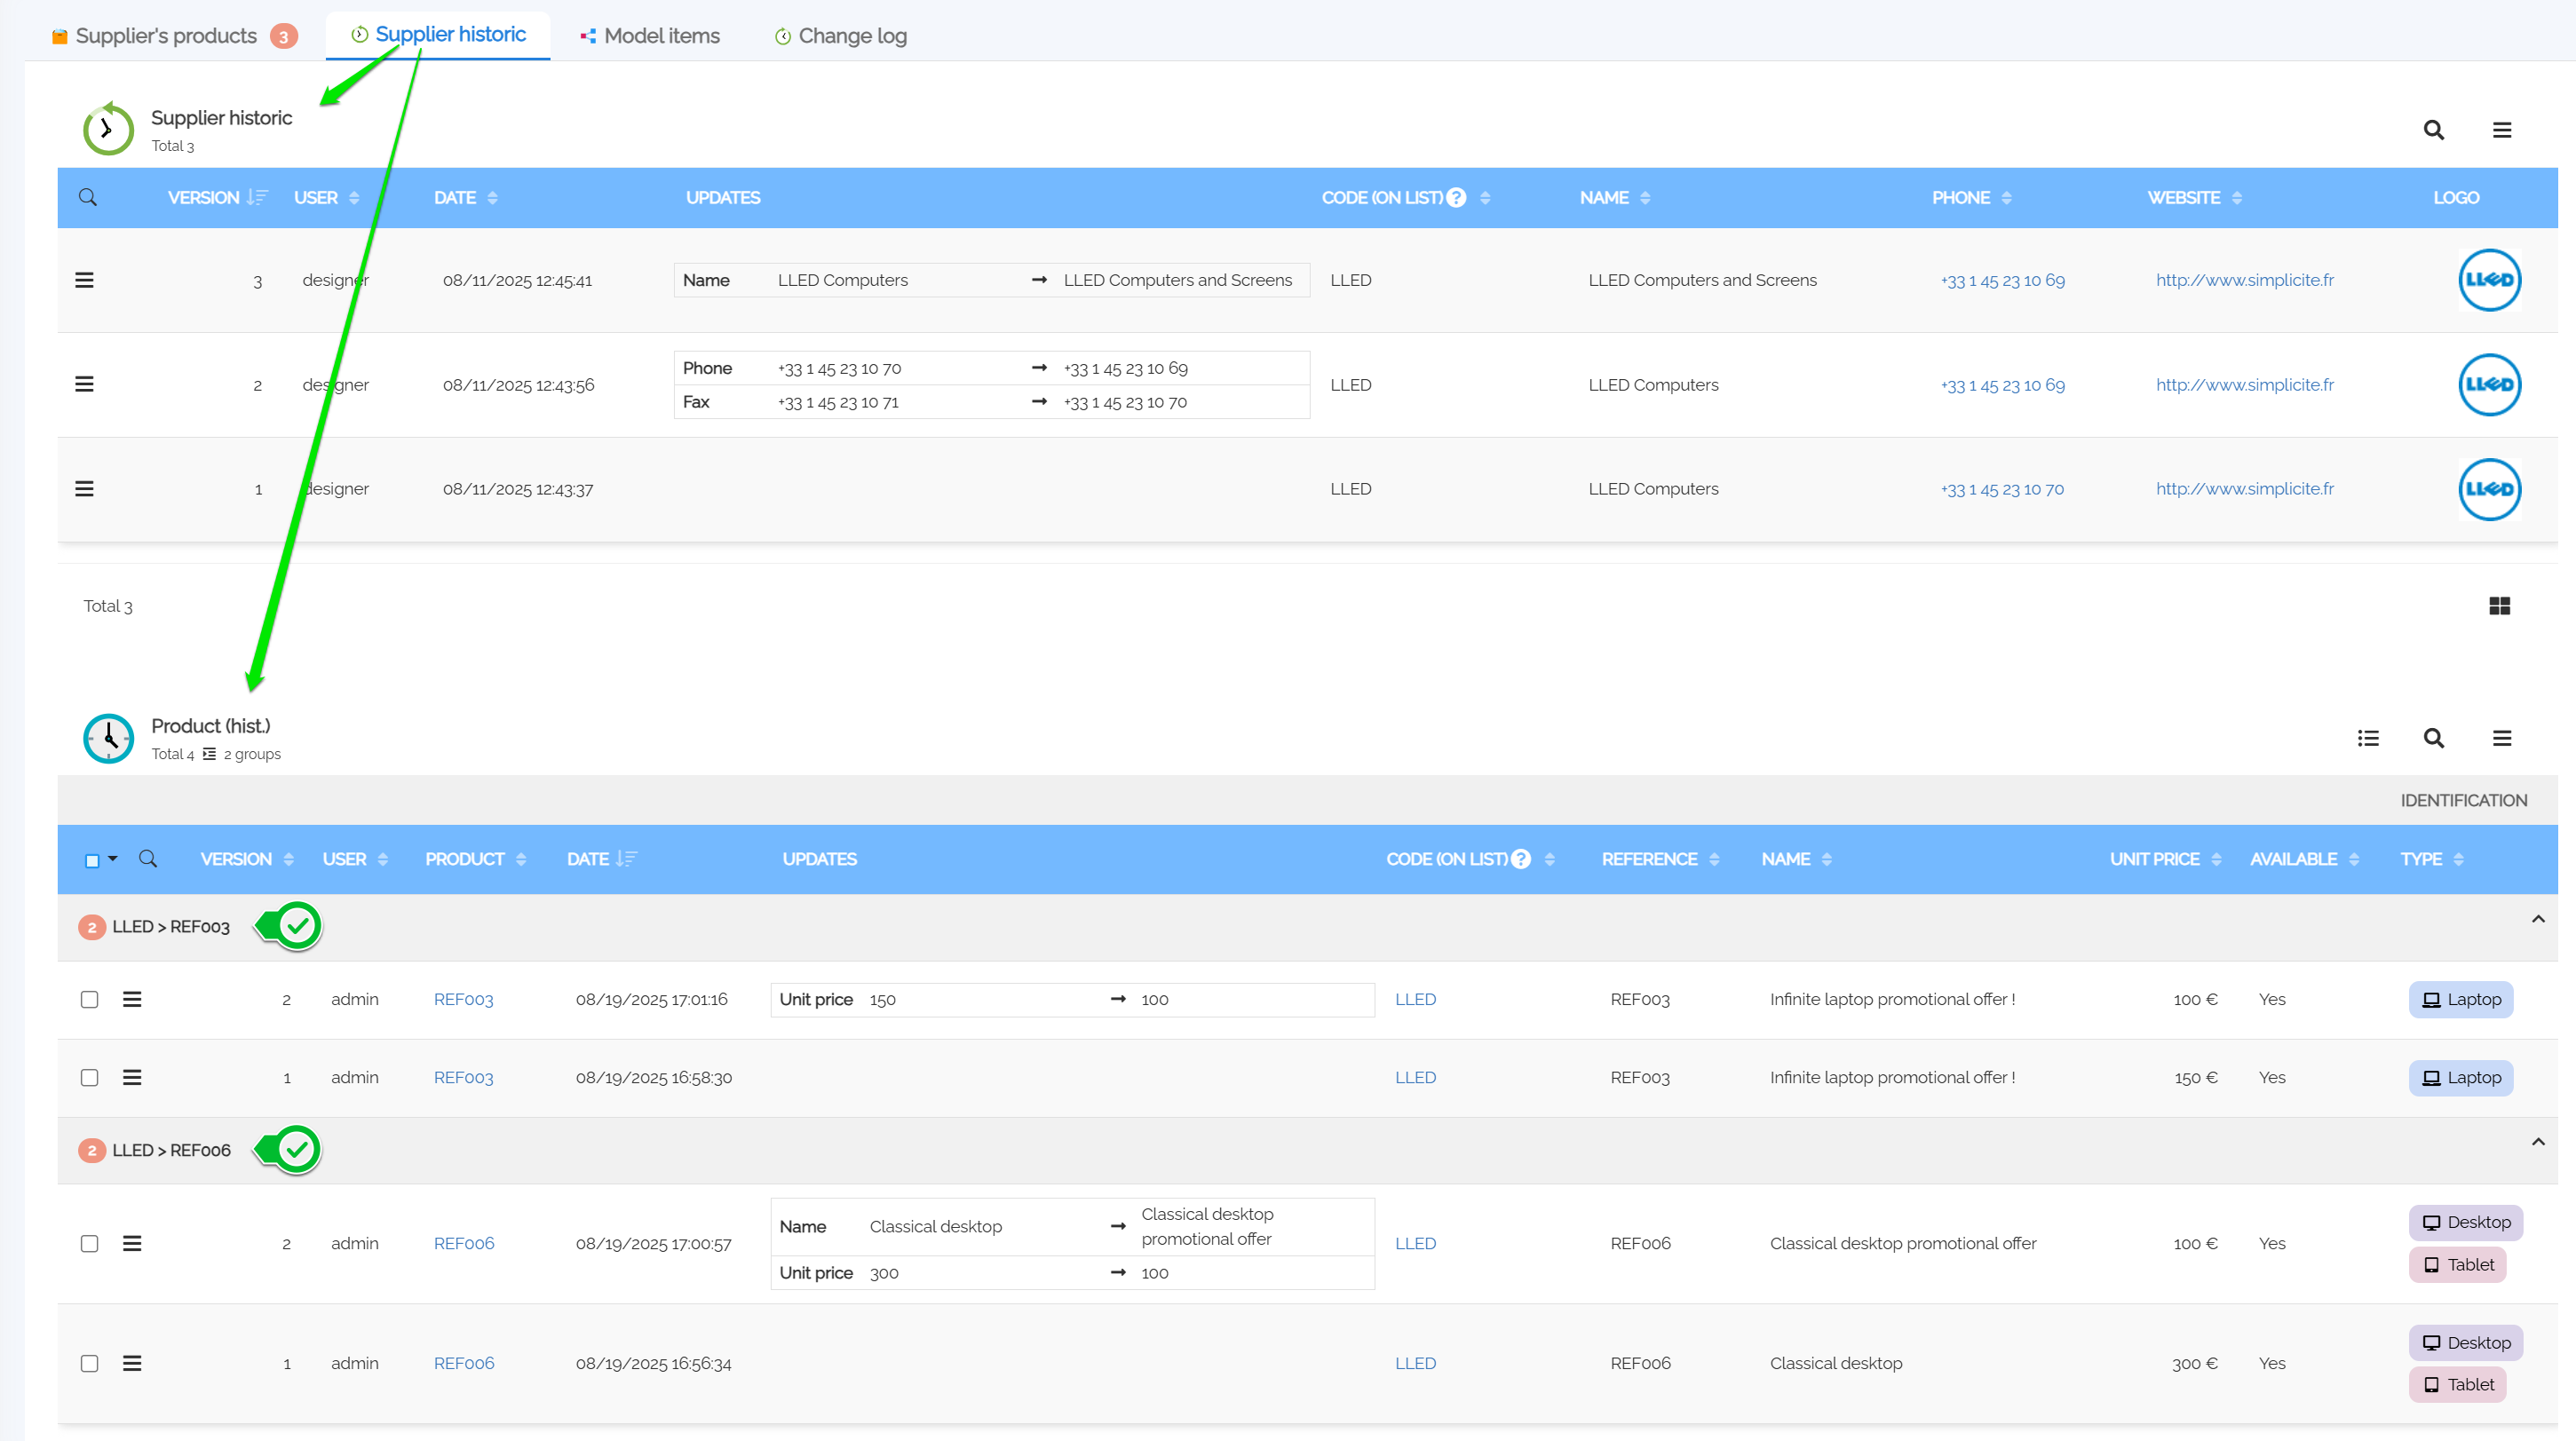 Supplier's products 3 Supplier historic Model items Change log
Supplier historic
Total 3
VERSION USER DATE UPDATES CODE (ON LIST) ? NAME PHONE WEBSITE LOGO
3 designer 08/11/2025 12:45:41 Name LLED Computers → LLED Computers and Screens LLED LLED Computers and Screens +33 1 45 23 10 69 http://www.simplicite.fr LLED
2 designer 08/11/2025 12:43:56 Phone +33 1 45 23 10 70 → +33 1 45 23 10 69 LLED LLED Computers +33 1 45 23 10 69 http://www.simplicite.fr LLED
Fax +33 1 45 23 10 71 → +33 1 45 23 10 70
1 designer 08/11/2025 12:43:37 LLED LLED Computers +33 1 45 23 10 70 http://www.simplicite.fr LLED
Total 3
Product (hist.)
Total 4 2 groups
IDENTIFICATION
VERSION USER PRODUCT DATE UPDATES CODE (ON LIST) ? REFERENCE NAME UNIT PRICE AVAILABLE TYPE
2 LLED > REF003
2 admin REF003 08/19/2025 17:01:16 Unit price 150 → 100 LLED REF003 Infinite laptop promotional offer ! 100 € Yes Laptop
1 admin REF003 08/19/2025 16:58:30 LLED REF003 Infinite laptop promotional offer ! 150 € Yes Laptop
2 LLED > REF006
2 admin REF006 08/19/2025 17:00:57 Name Classical desktop → Classical desktop promotional offer LLED REF006 Classical desktop promotional offer 100 € Yes Desktop
Unit price 300 → 100 Tablet
1 admin REF006 08/19/2025 16:56:34 LLED REF006 Classical desktop 300 € Yes Desktop
Tablet